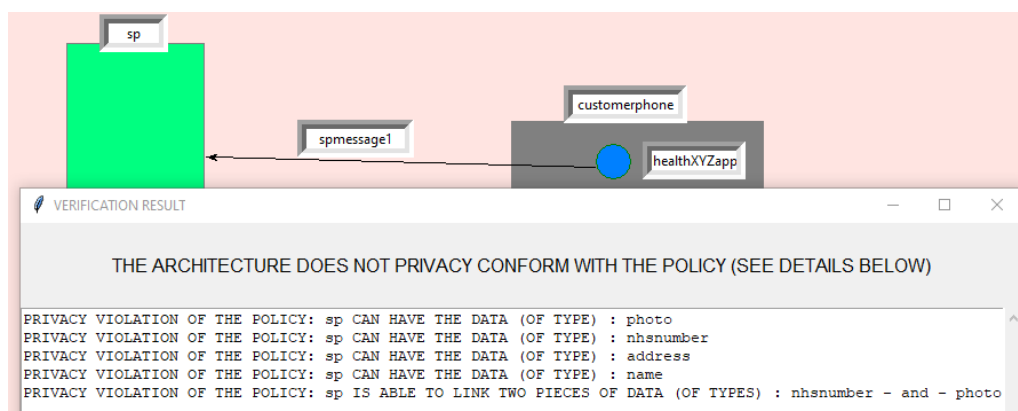 sp
customerphone
spmessage1
healthXYZapp
VERIFICATION RESULT
THE ARCHITECTURE DOES NOT PRIVACY CONFORM WITH THE POLICY (SEE DETAILS BELOW)
PRIVACY VIOLATION OF THE POLICY: sp CAN HAVE THE DATA (OF TYPE) : photo
PRIVACY VIOLATION OF THE POLICY: sp CAN HAVE THE DATA (OF TYPE) : nhsnumber
PRIVACY VIOLATION OF THE POLICY: sp CAN HAVE THE DATA (OF TYPE) : address
PRIVACY VIOLATION OF THE POLICY: sp CAN HAVE THE DATA (OF TYPE) : name
PRIVACY VIOLATION OF THE POLICY: sp IS ABLE TO LINK TWO PIECES OF DATA (OF TYPES) : nhsnumber - and - photo